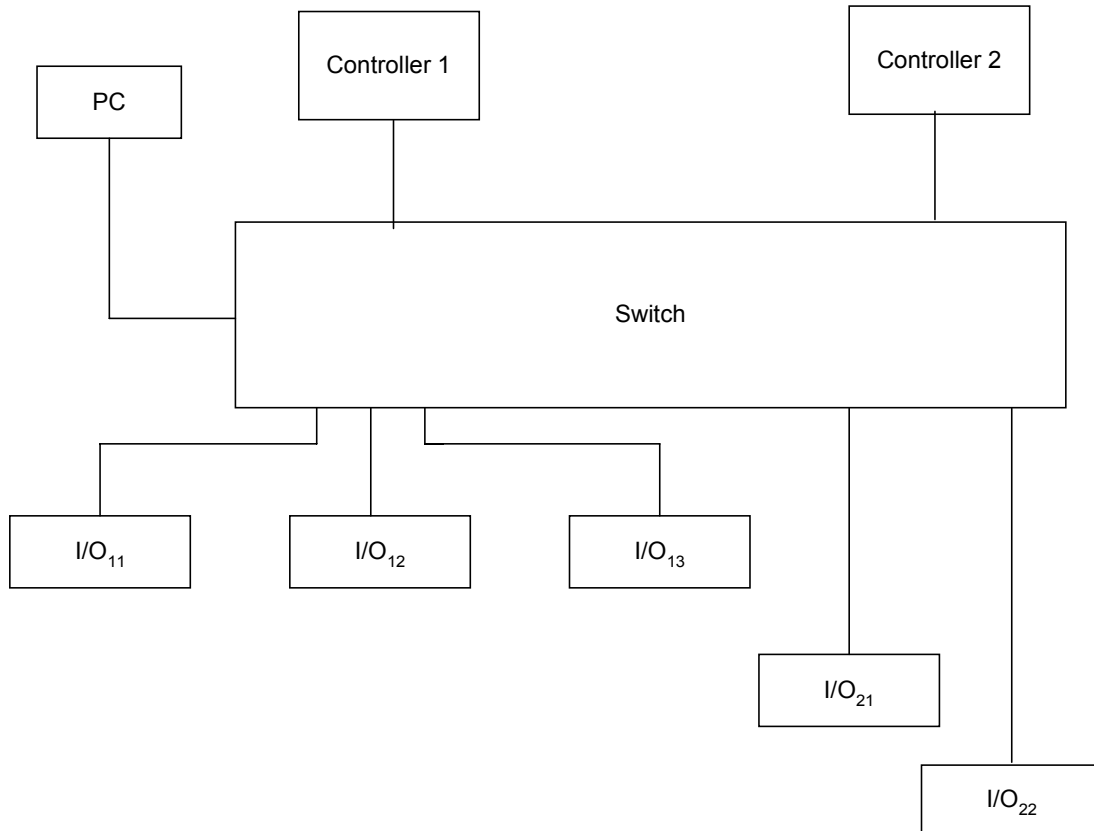 Controller 1
Controller 2
PC
Switch
I/O₁₁
I/O₁₂
I/O₁₃
I/O₂₁
I/O₂₂